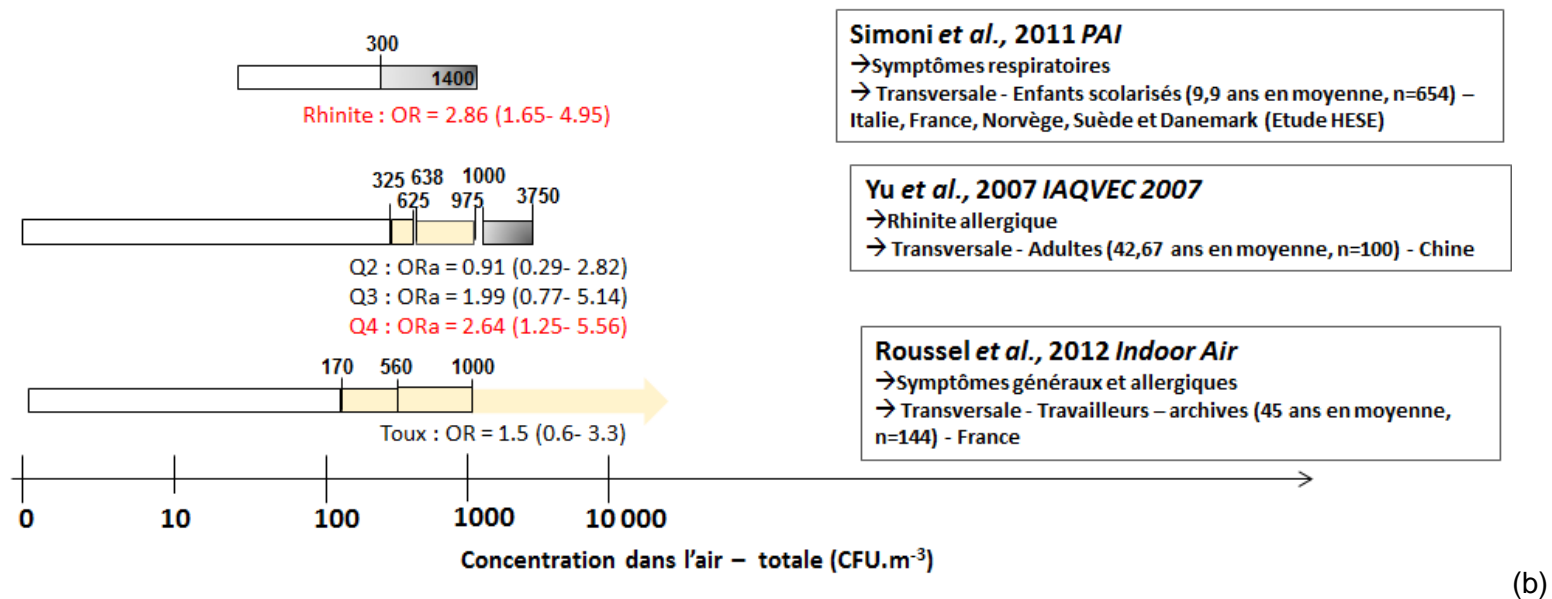 300
1400
Rhinite : OR = 2.86 (1.65- 4.95)
Simoni et al., 2011 PAI
→Symptômes respiratoires
→ Transversale - Enfants scolarisés (9,9 ans en moyenne, n=654) –
Italie, France, Norvège, Suède et Danemark (Etude HESE)
325 638 1000
625 975 3750
Q2 : ORa = 0.91 (0.29- 2.82)
Q3 : ORa = 1.99 (0.77- 5.14)
Q4 : ORa = 2.64 (1.25- 5.56)
Yu et al., 2007 IAQVEC 2007
→Rhinite allergique
→ Transversale - Adultes (42,67 ans en moyenne, n=100) - Chine
170 560 1000
Toux : OR = 1.5 (0.6- 3.3)
Roussel et al., 2012 Indoor Air
→Symptômes généraux et allergiques
→ Transversale - Travailleurs – archives (45 ans en moyenne,
n=144) - France
0 10 100 1000 10 000
Concentration dans l’air – totale (CFU.m⁻³)
(b)